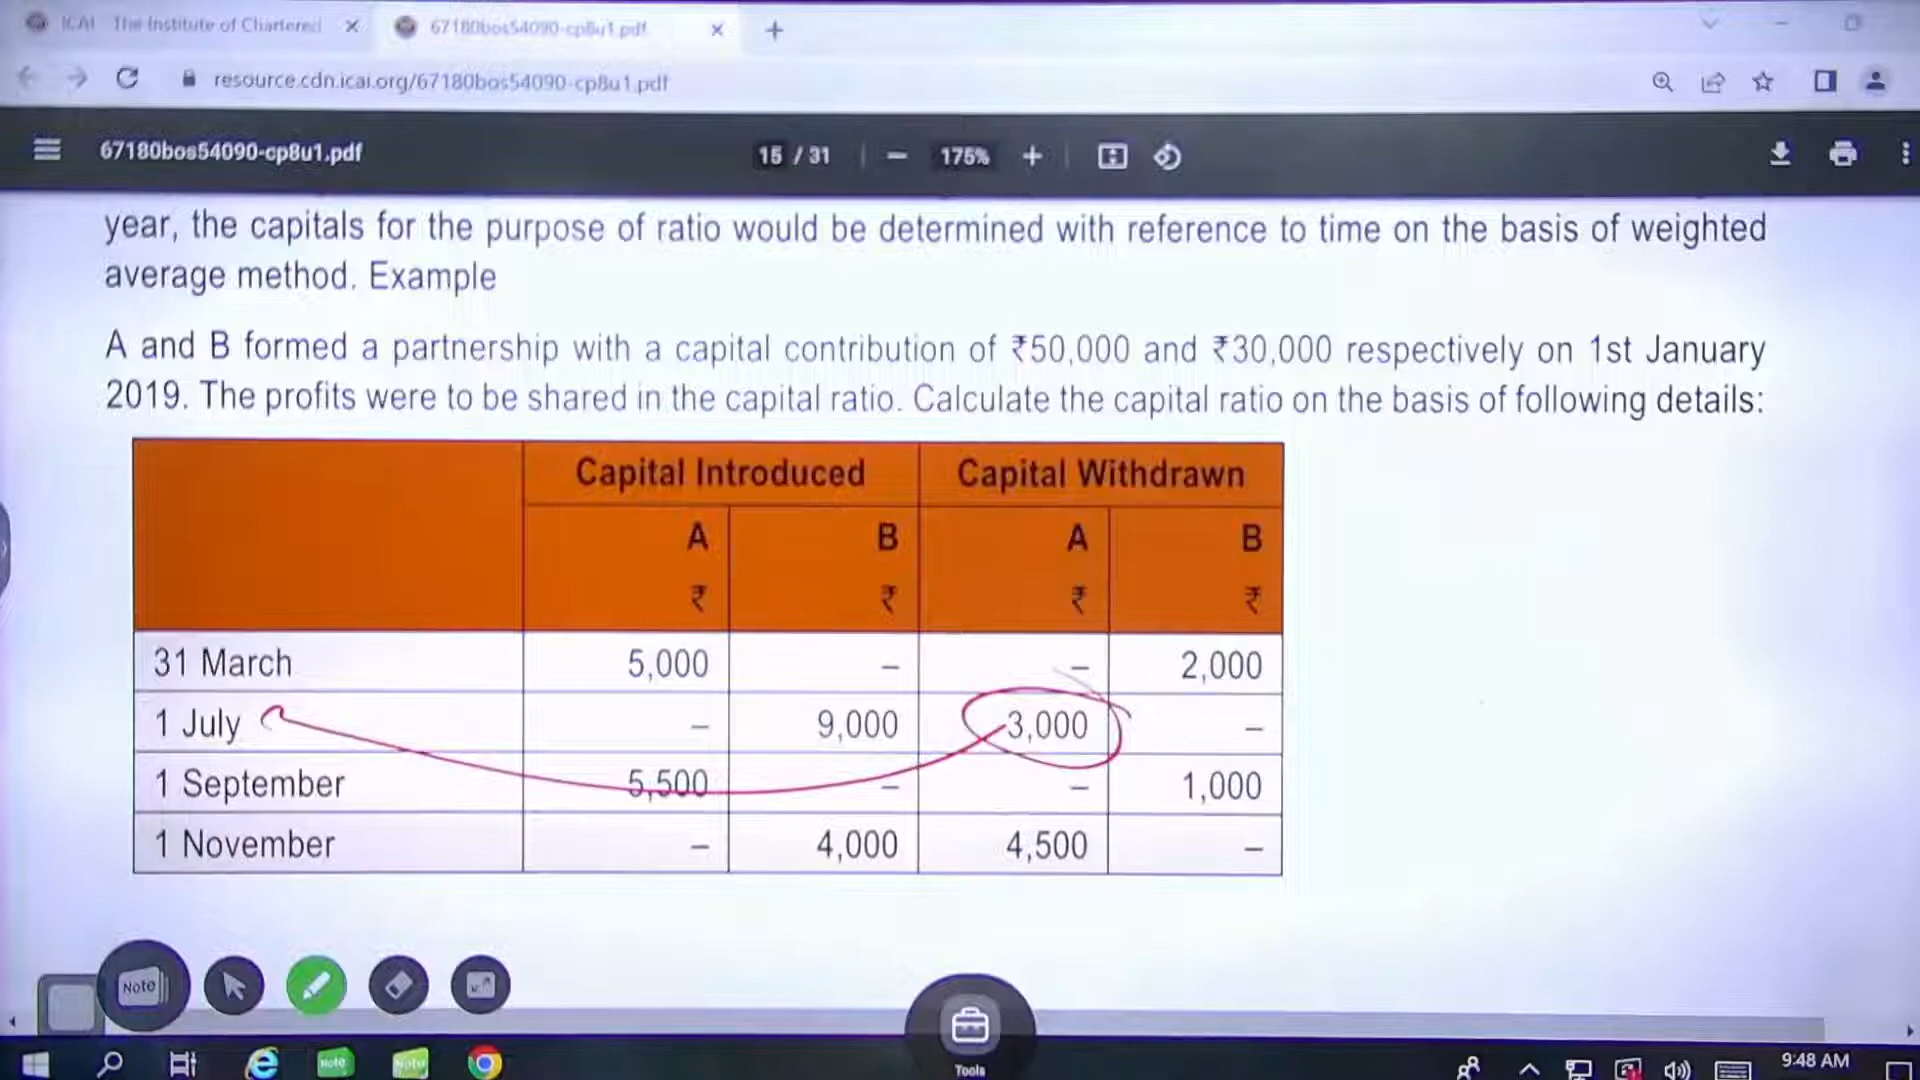 ICAI - The Institute of Chartered
67180bos54090-cp8u1.pdf
resource.cdn.icai.org/67180bos54090-cp8u1.pdf
67180bos54090-cp8u1.pdf
15 / 31
175%
year, the capitals for the purpose of ratio would be determined with reference to time on the basis of weighted
average method. Example
A and B formed a partnership with a capital contribution of ₹50,000 and ₹30,000 respectively on 1st January
2019. The profits were to be shared in the capital ratio. Calculate the capital ratio on the basis of following details:
Capital Introduced Capital Withdrawn
A B A B
₹ ₹ ₹ ₹
31 March 5,000 – – 2,000
1 July – 9,000 3,000 –
1 September 5,500 – – 1,000
1 November – 4,000 4,500 –
Note
Tools
Note
Note
9:48 AM